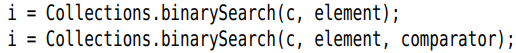 i = Collections.binarySearch(c, element);
i = Collections.binarySearch(c, element, comparator);